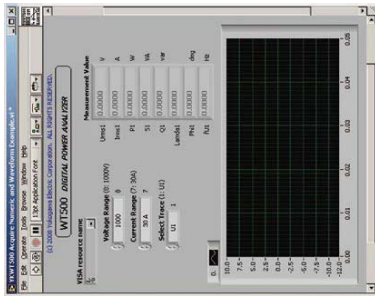 YKWT500 Acquire Numeric and Waveform Example.vi *
File Edit Operate Tools Browse Window Help
13pt Application Font
(c) 2008 Yokogawa Electric Corporation. ALL RIGHTS RESERVED.
WT500 DIGITAL POWER ANALYZER
VISA resource name
Voltage Range (0: 1000V)
1000 0
Current Range (7: 30A)
30 A 7
Select Trace (1: U1)
U1 1
Measurement Value
Urms1 0.0000 V
Irms1 0.0000 A
P1 0.0000 W
S1 0.0000 VA
Q1 0.0000 var
Lamda1 0.0000
Phi1 0.0000 deg
fU1 0.0000 Hz
10.0
7.5
5.0
2.5
0.0
-2.5
-5.0
-7.5
-10.0
-12.0
0.00 0.01 0.02 0.03 0.04 0.05